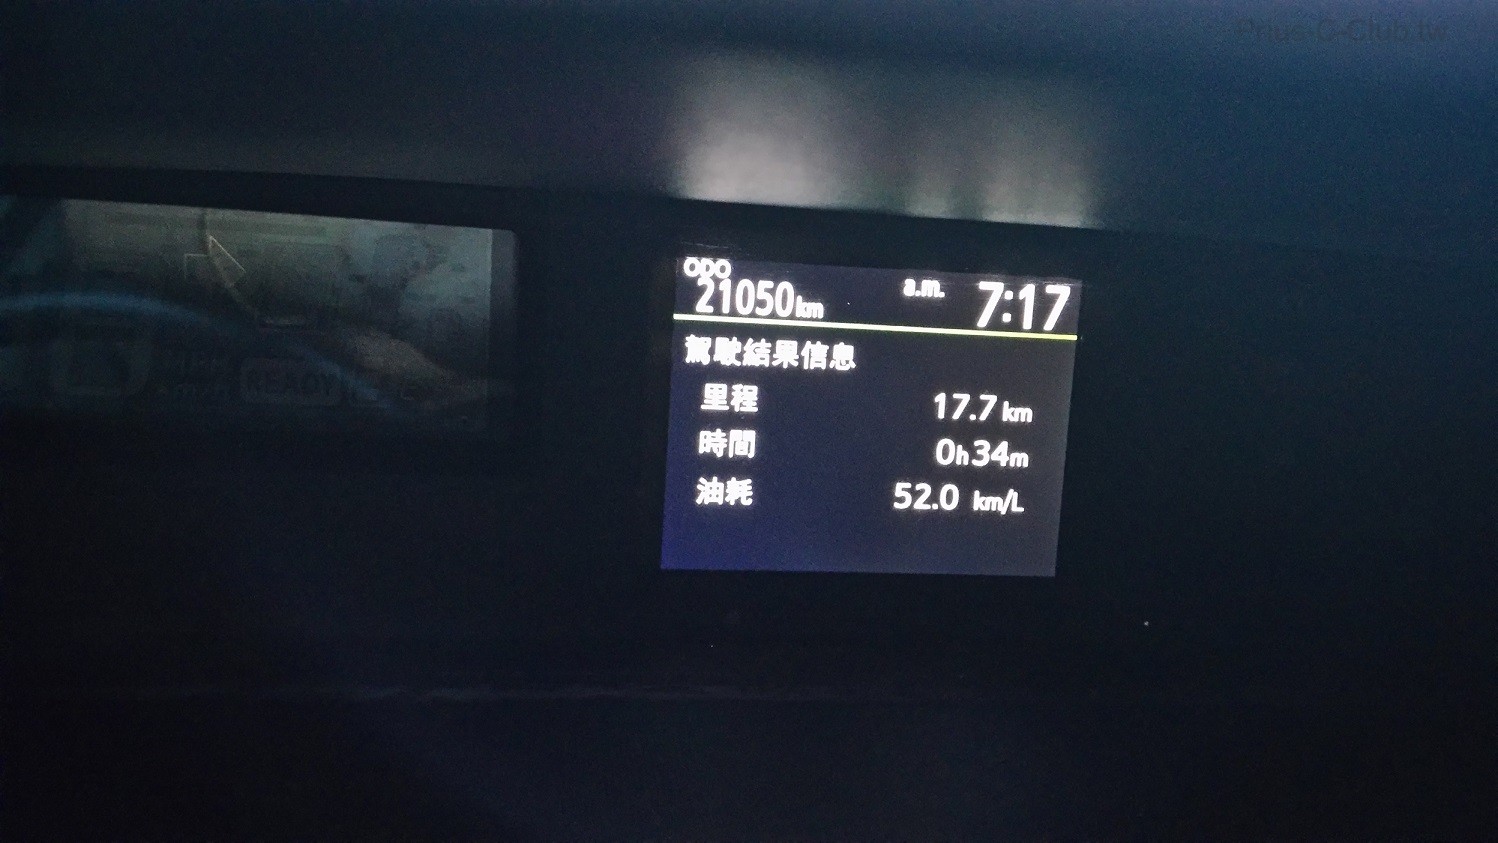 Prius-C-Club.tw
ODO
21050km a.m. 7:17
駕駛結果信息
里程 17.7 km
時間 0h34m
油耗 52.0 km/L
READY